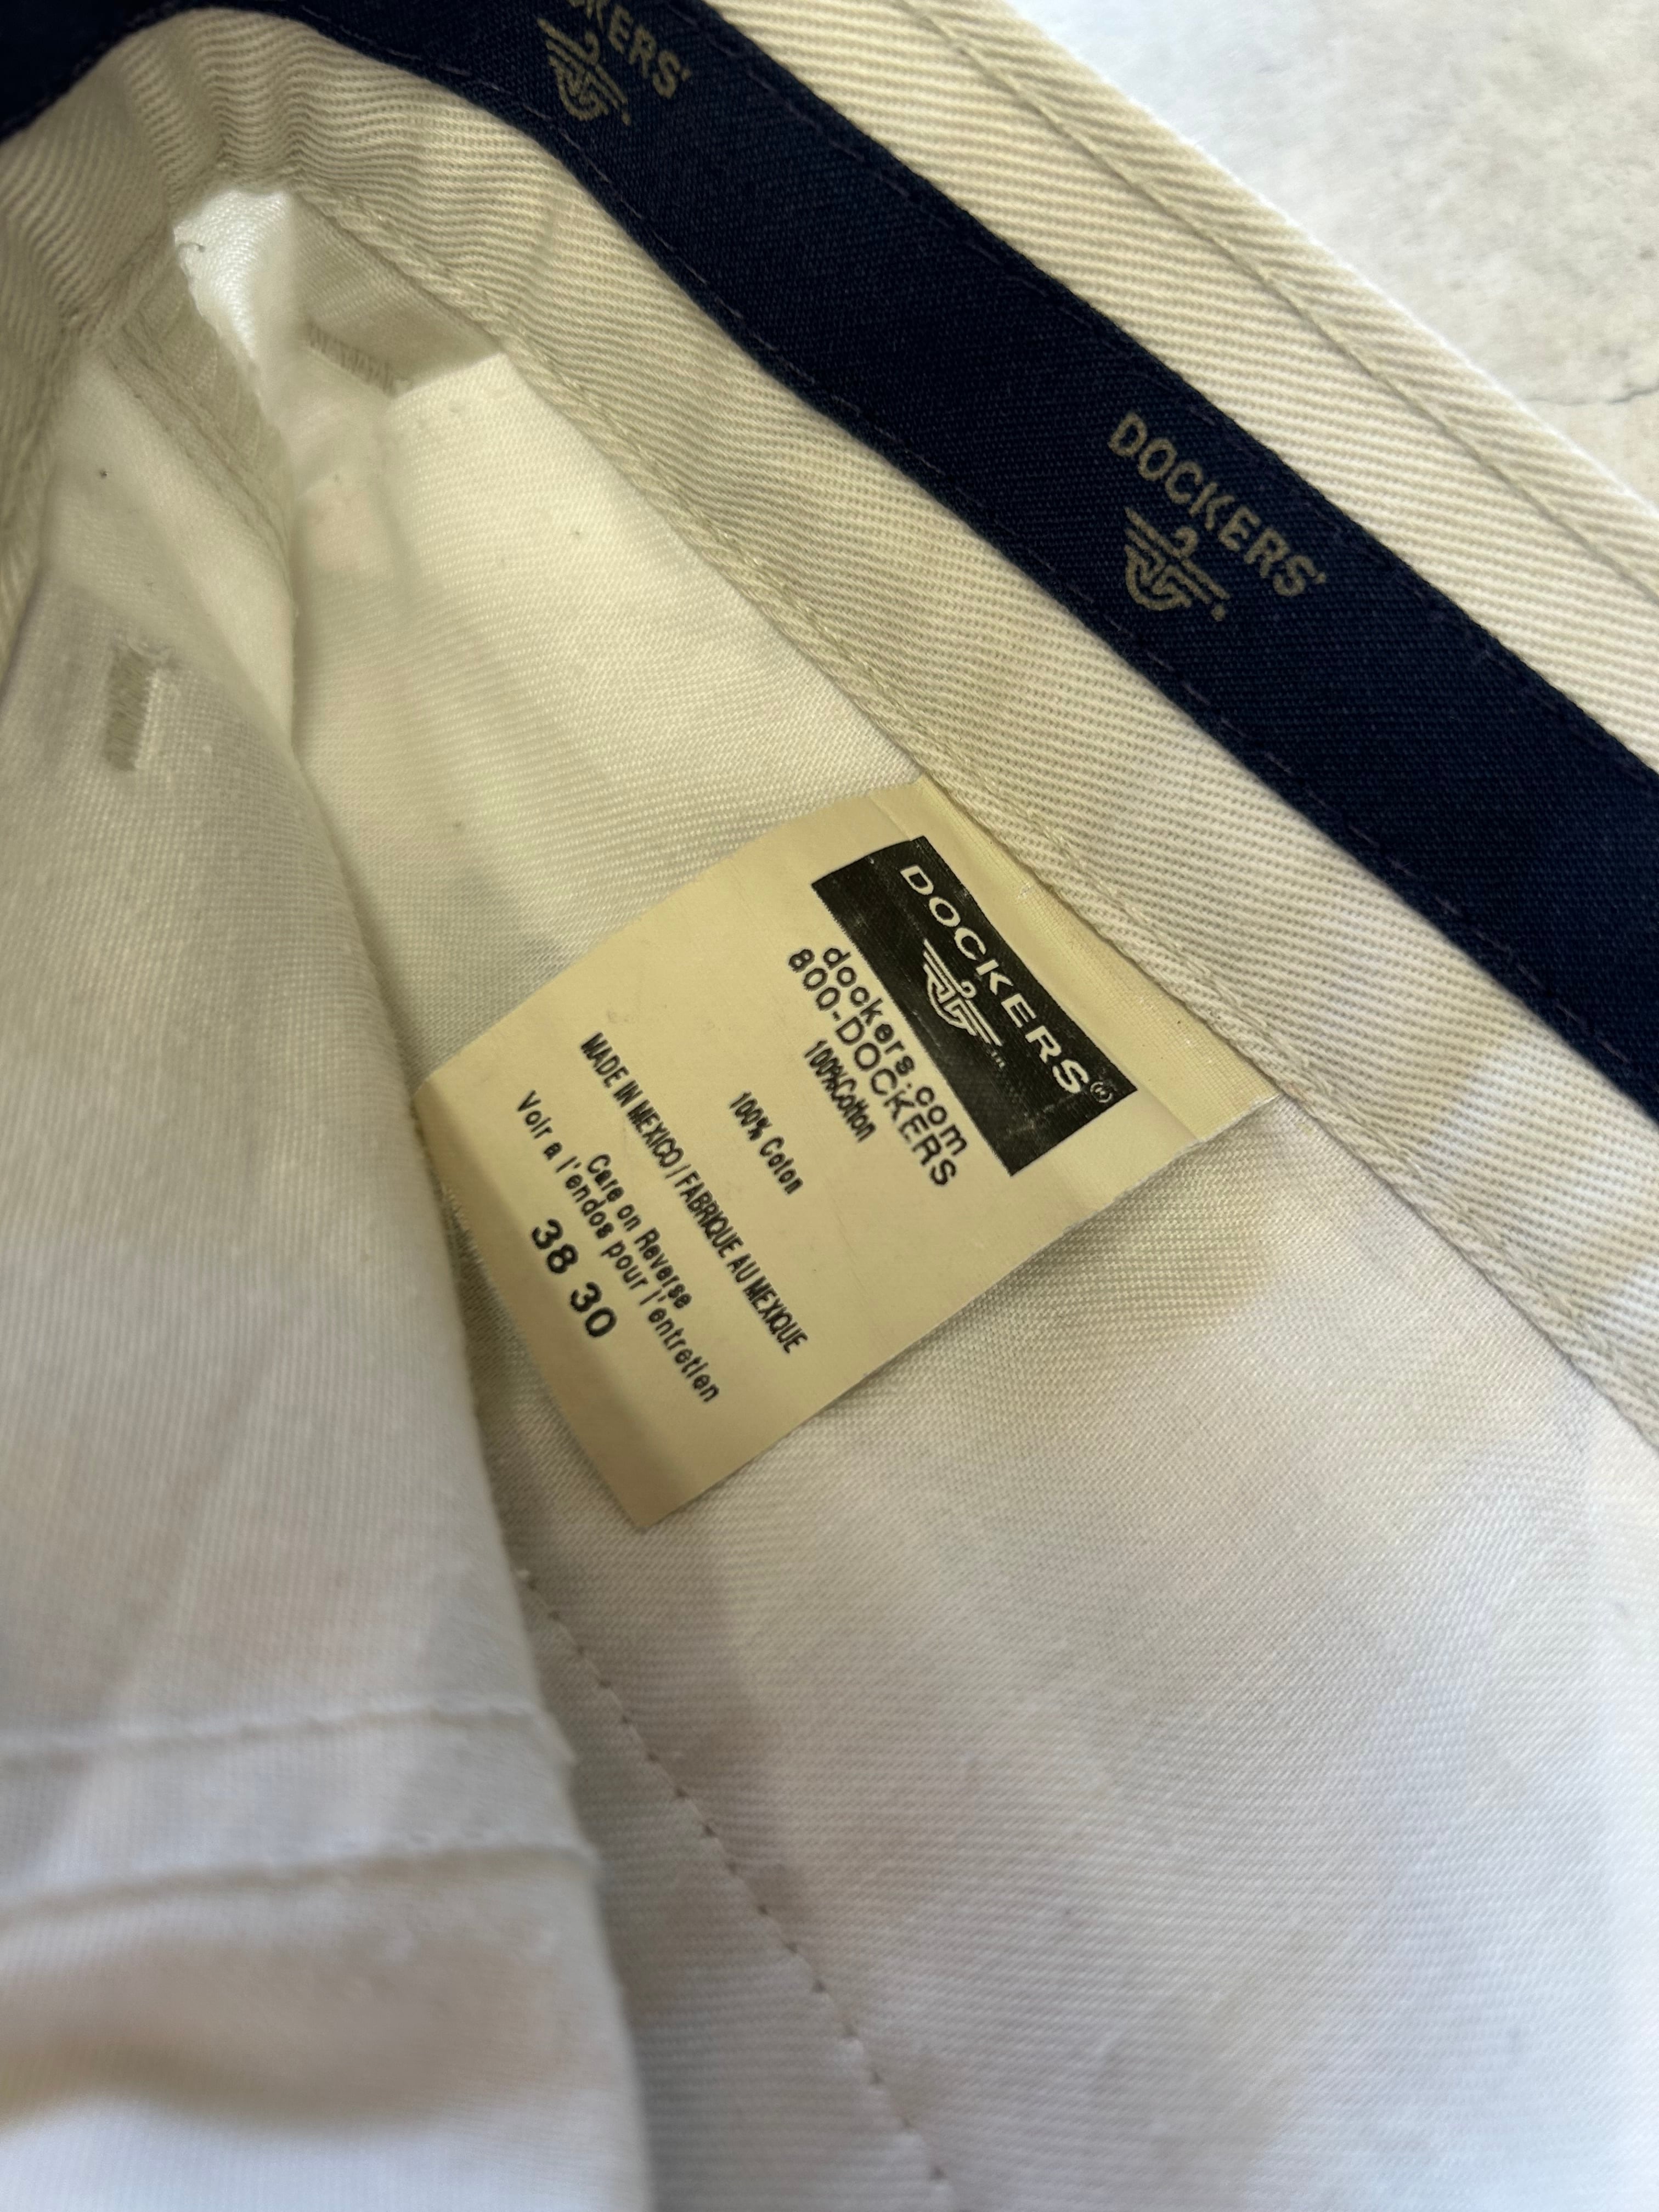 KERS
DOCKERS
DOCKERS®
dockers.com
800-DOCKERS
100%Cotton
100% Coton
MADE IN MEXICO / FABRIQUE AU MEXIQUE
Care on Reverse
Voir a l'endos pour l'entretien
38 30